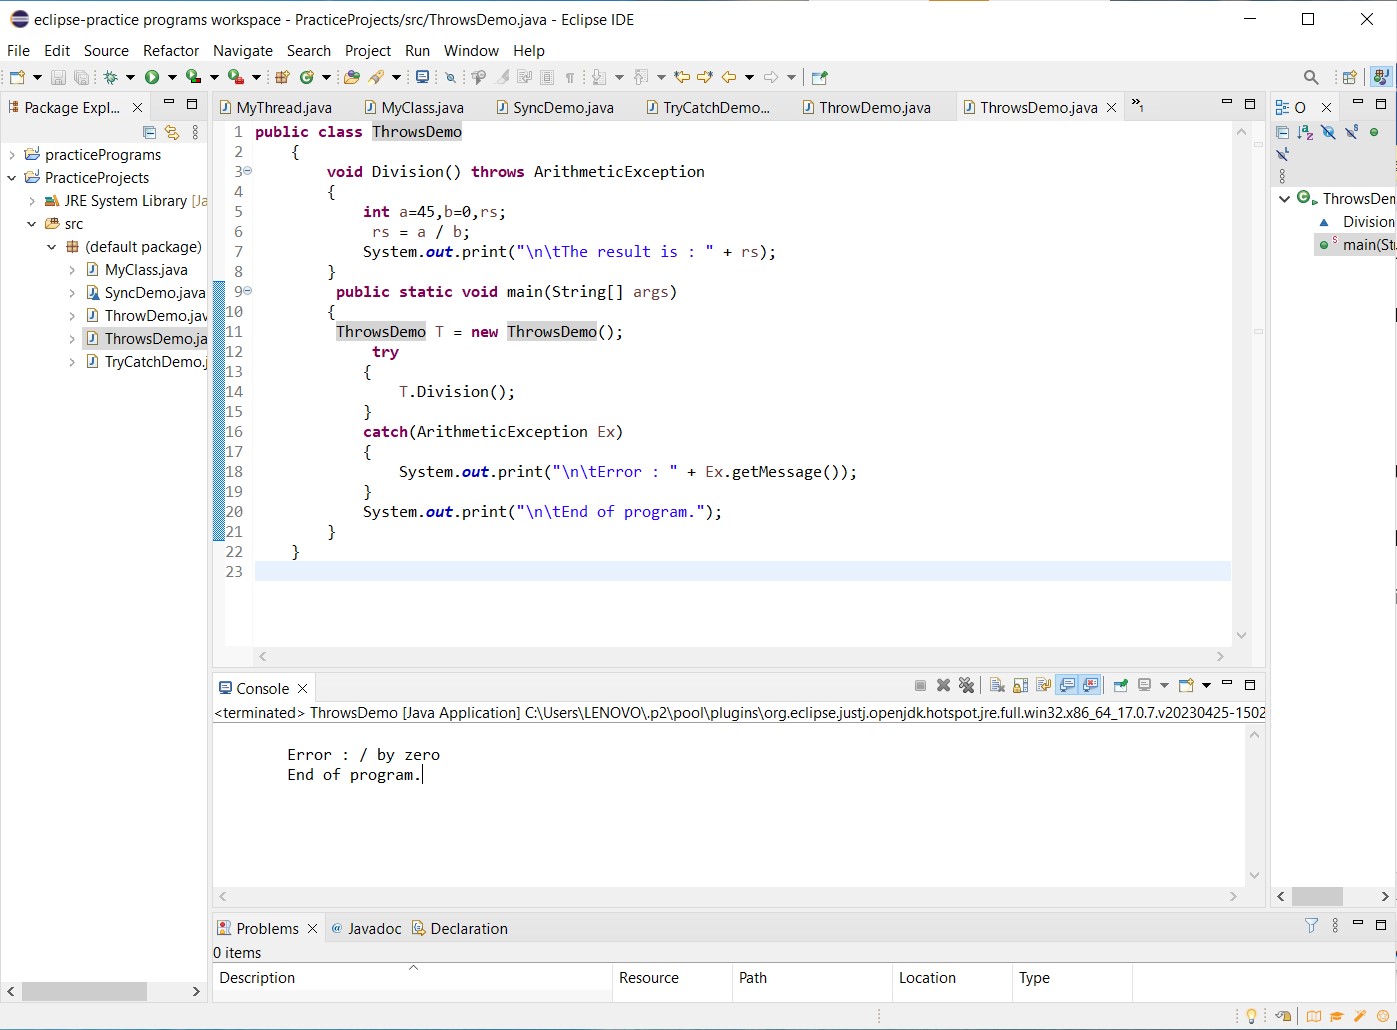 eclipse-practice programs workspace - PracticeProjects/src/ThrowsDemo.java - Eclipse IDE
File Edit Source Refactor Navigate Search Project Run Window Help
Package Expl...
practicePrograms
PracticeProjects
JRE System Library [Ja
src
(default package)
MyClass.java
SyncDemo.java
ThrowDemo.jav
ThrowsDemo.ja
TryCatchDemo.j
MyThread.java MyClass.java SyncDemo.java TryCatchDemo... ThrowDemo.java ThrowsDemo.java »1
1 public class ThrowsDemo
2 {
3 void Division() throws ArithmeticException
4 {
5 int a=45,b=0,rs;
6 rs = a / b;
7 System.out.print("\n\tThe result is : " + rs);
8 }
9 public static void main(String[] args)
10 {
11 ThrowsDemo T = new ThrowsDemo();
12 try
13 {
14 T.Division();
15 }
16 catch(ArithmeticException Ex)
17 {
18 System.out.print("\n\tError : " + Ex.getMessage());
19 }
20 System.out.print("\n\tEnd of program.");
21 }
22 }
23
O
ThrowsDem
Division
main(St
Console
<terminated> ThrowsDemo [Java Application] C:\Users\LENOVO\.p2\pool\plugins\org.eclipse.justj.openjdk.hotspot.jre.full.win32.x86_64_17.0.7.v20230425-1502
Error : / by zero
End of program.
Problems @ Javadoc Declaration
0 items
Description Resource Path Location Type